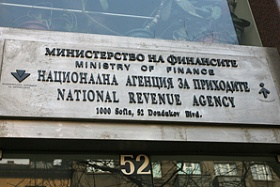 МИНИСТЕРСТВО НА ФИНАНСИТЕ
MINISTRY OF FINANCE
НАЦИОНАЛНА АГЕНЦИЯ ЗА ПРИХОДИТЕ
NATIONAL REVENUE AGENCY
1000 Sofia, 52 Dondukov Blvd.
52